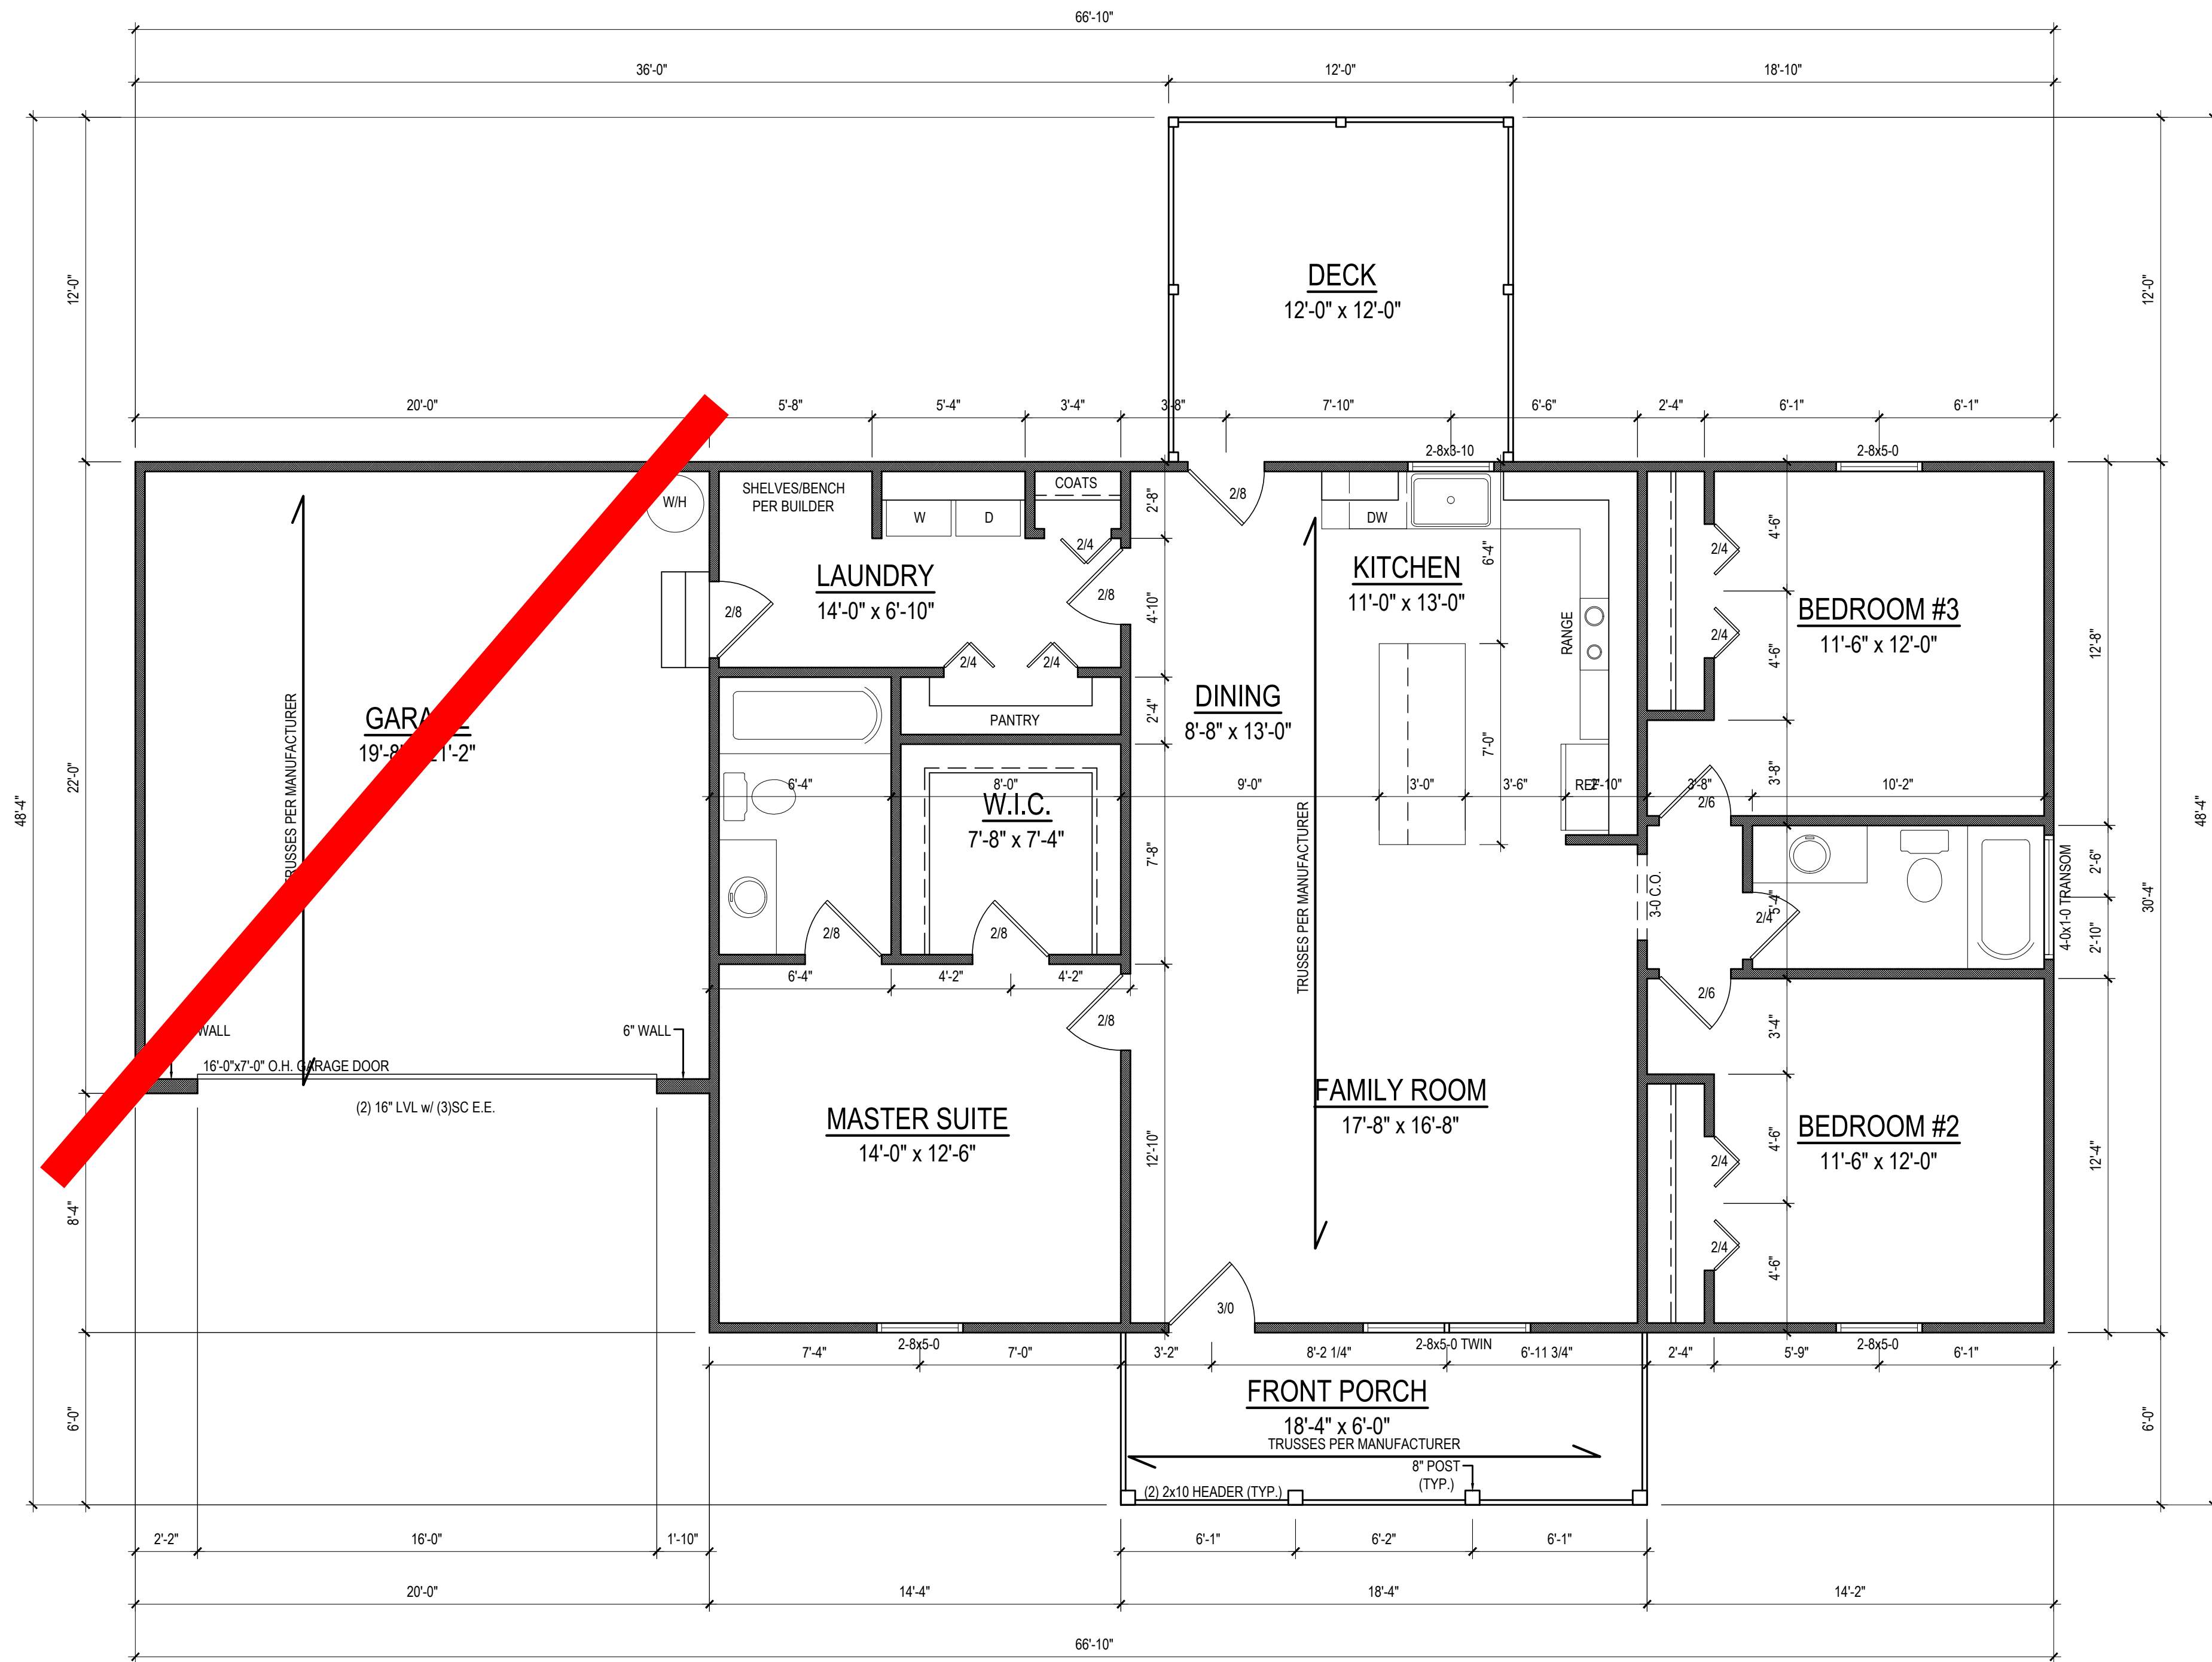 66'-10"
36'-0"
12'-0"
18'-10"
DECK
12'-0" x 12'-0"
12'-0"
12'-0"
20'-0"
5'-8"
5'-4"
3'-4"
3'-8"
7'-10"
6'-6"
2'-4"
6'-1"
6'-1"
2-8x3-10
2-8x5-0
W/H
SHELVES/BENCH
PER BUILDER
W
D
COATS
2/4
2'-8"
2/8
DW
6'-4"
4'-6"
2/4
LAUNDRY
14'-0" x 6'-10"
2/8
2/8
4'-10"
KITCHEN
11'-0" x 13'-0"
RANGE
BEDROOM #3
11'-6" x 12'-0"
2/4
4'-6"
12'-8"
2/4
2/4
PANTRY
2'-4"
DINING
8'-8" x 13'-0"
7'-0"
19'-8"
1'-2"
TRUSSES PER MANUFACTURER
22'-0"
48'-4"
6'-4"
8'-0"
9'-0"
3'-0"
3'-6"
3'-8"
3'-8"
10'-2"
2/6
W.I.C.
7'-8" x 7'-4"
7'-8"
TRUSSES PER MANUFACTURER
48'-4"
2/8
2/8
3-0 C.O.
2/4
5'-4"
4-0x1-0 TRANSOM
2'-6"
2'-10"
30'-4"
6'-4"
4'-2"
4'-2"
2/8
2/6
3'-4"
WALL
6" WALL
16'-0"x7'-0" O.H. GARAGE DOOR
(2) 16" LVL w/ (3)SC E.E.
MASTER SUITE
14'-0" x 12'-6"
12'-10"
FAMILY ROOM
17'-8" x 16'-8"
2/4
4'-6"
BEDROOM #2
11'-6" x 12'-0"
12'-4"
8'-4"
2/4
4'-6"
3/0
2-8x5-0
2-8x5-0 TWIN
2-8x5-0
7'-4"
7'-0"
3'-2"
8'-2 1/4"
6'-11 3/4"
2'-4"
5'-9"
6'-1"
FRONT PORCH
18'-4" x 6'-0"
TRUSSES PER MANUFACTURER
8" POST
(TYP.)
(2) 2x10 HEADER (TYP.)
6'-0"
6'-0"
2'-2"
16'-0"
1'-10"
6'-1"
6'-2"
6'-1"
20'-0"
14'-4"
18'-4"
14'-2"
66'-10"